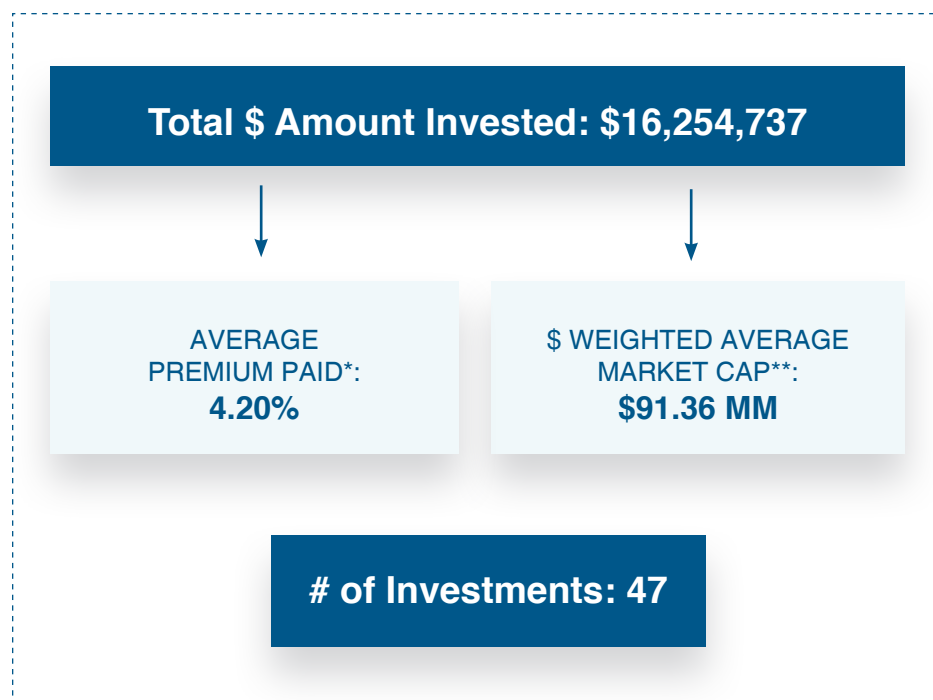 Total $ Amount Invested: $16,254,737
AVERAGE
PREMIUM PAID*:
4.20%
$ WEIGHTED AVERAGE
MARKET CAP**:
$91.36 MM
# of Investments: 47